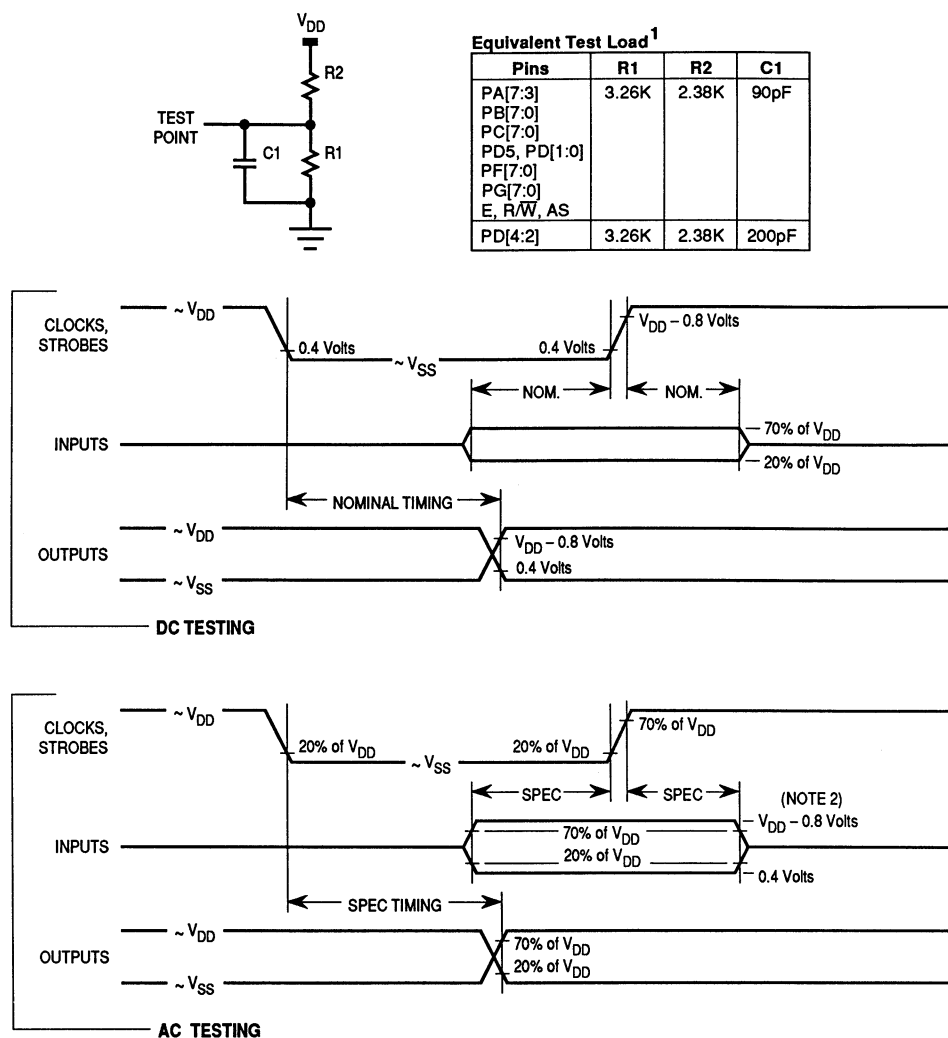 V_DD
R2
TEST POINT
C1
R1
Equivalent Test Load¹
Pins R1 R2 C1
PA[7:3] 3.26K 2.38K 90pF
PB[7:0]
PC[7:0]
PD5, PD[1:0]
PF[7:0]
PG[7:0]
E, R/W̅, AS
PD[4:2] 3.26K 2.38K 200pF
CLOCKS, STROBES
~ V_DD
0.4 Volts
~ V_SS
0.4 Volts
V_DD – 0.8 Volts
NOM.
NOM.
INPUTS
70% of V_DD
20% of V_DD
NOMINAL TIMING
OUTPUTS
~ V_DD
V_DD – 0.8 Volts
0.4 Volts
~ V_SS
DC TESTING
CLOCKS, STROBES
~ V_DD
20% of V_DD
~ V_SS
20% of V_DD
70% of V_DD
SPEC
SPEC
(NOTE 2)
INPUTS
V_DD – 0.8 Volts
70% of V_DD
20% of V_DD
0.4 Volts
SPEC TIMING
OUTPUTS
~ V_DD
70% of V_DD
20% of V_DD
~ V_SS
AC TESTING